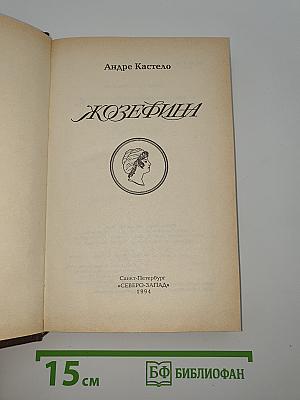 Андре Кастело
ЖОЗЕФИНА
Санкт-Петербург
«СЕВЕРО-ЗАПАД»
1994
15 см
БФ БИБЛИОФАН